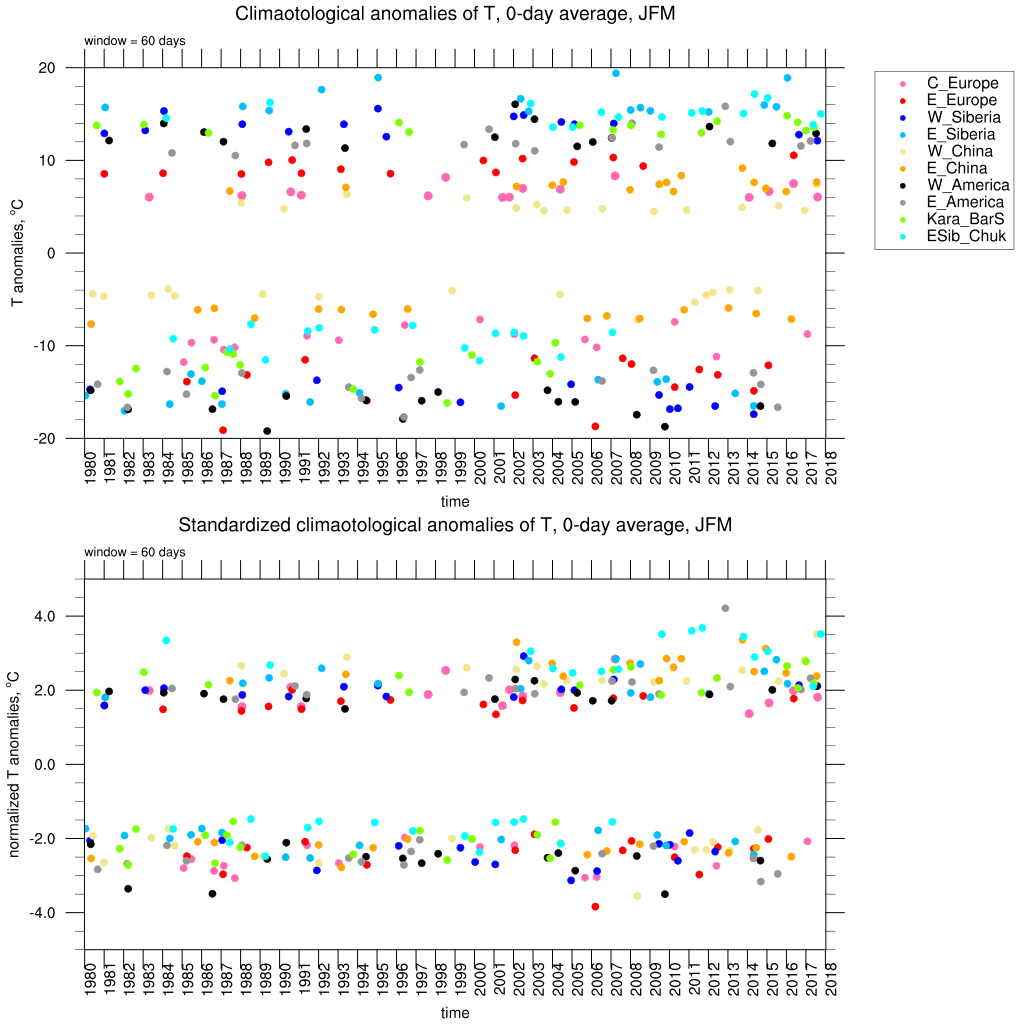 Climaotological anomalies of T, 0-day average, JFM
window = 60 days
20
10
0
-10
-20
T anomalies, °C
1980 1981 1982 1983 1984 1985 1986 1987 1988 1989 1990 1991 1992 1993 1994 1995 1996 1997 1998 1999 2000 2001 2002 2003 2004 2005 2006 2007 2008 2009 2010 2011 2012 2013 2014 2015 2016 2017 2018
time
C_Europe
E_Europe
W_Siberia
E_Siberia
W_China
E_China
W_America
E_America
Kara_BarS
ESib_Chuk
Standardized climaotological anomalies of T, 0-day average, JFM
window = 60 days
4.0
2.0
0.0
-2.0
-4.0
normalized T anomalies, °C
1980 1981 1982 1983 1984 1985 1986 1987 1988 1989 1990 1991 1992 1993 1994 1995 1996 1997 1998 1999 2000 2001 2002 2003 2004 2005 2006 2007 2008 2009 2010 2011 2012 2013 2014 2015 2016 2017 2018
time